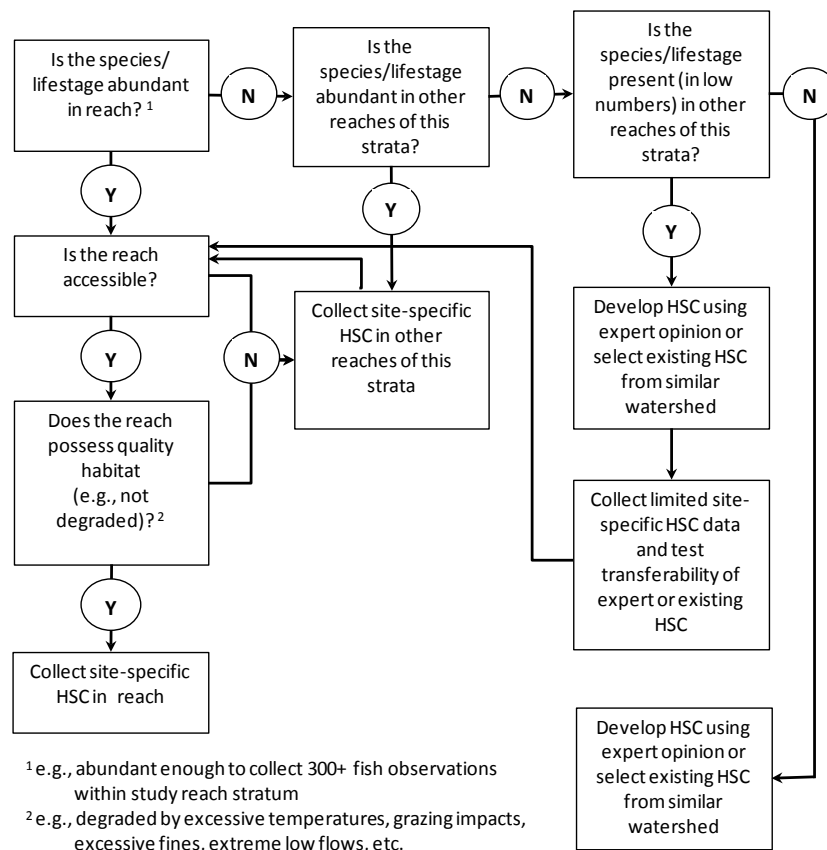 Is the species/
lifestage abundant
in reach? ¹
N
Is the
species/lifestage
abundant in other
reaches of this
strata?
N
Is the
species/lifestage
present (in low
numbers) in other
reaches of this
strata?
N
Y
Y
Y
Is the reach
accessible?
Y
N
Collect site-specific
HSC in other
reaches of this
strata
Develop HSC using
expert opinion or
select existing HSC
from similar
watershed
Does the reach
possess quality
habitat
(e.g., not
degraded)? ²
Y
Collect limited site-
specific HSC data
and test
transferability of
expert or existing
HSC
Collect site-specific
HSC in reach
Develop HSC using
expert opinion or
select existing HSC
from similar
watershed
¹ e.g., abundant enough to collect 300+ fish observations
within study reach stratum
² e.g., degraded by excessive temperatures, grazing impacts,
excessive fines, extreme low flows, etc.